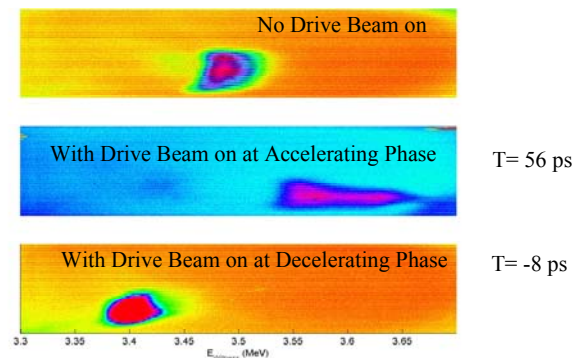 No Drive Beam on
With Drive Beam on at Accelerating Phase
T= 56 ps
With Drive Beam on at Decelerating Phase
T= -8 ps
3.3 3.35 3.4 3.45 3.5 3.55 3.6 3.65
(MeV)